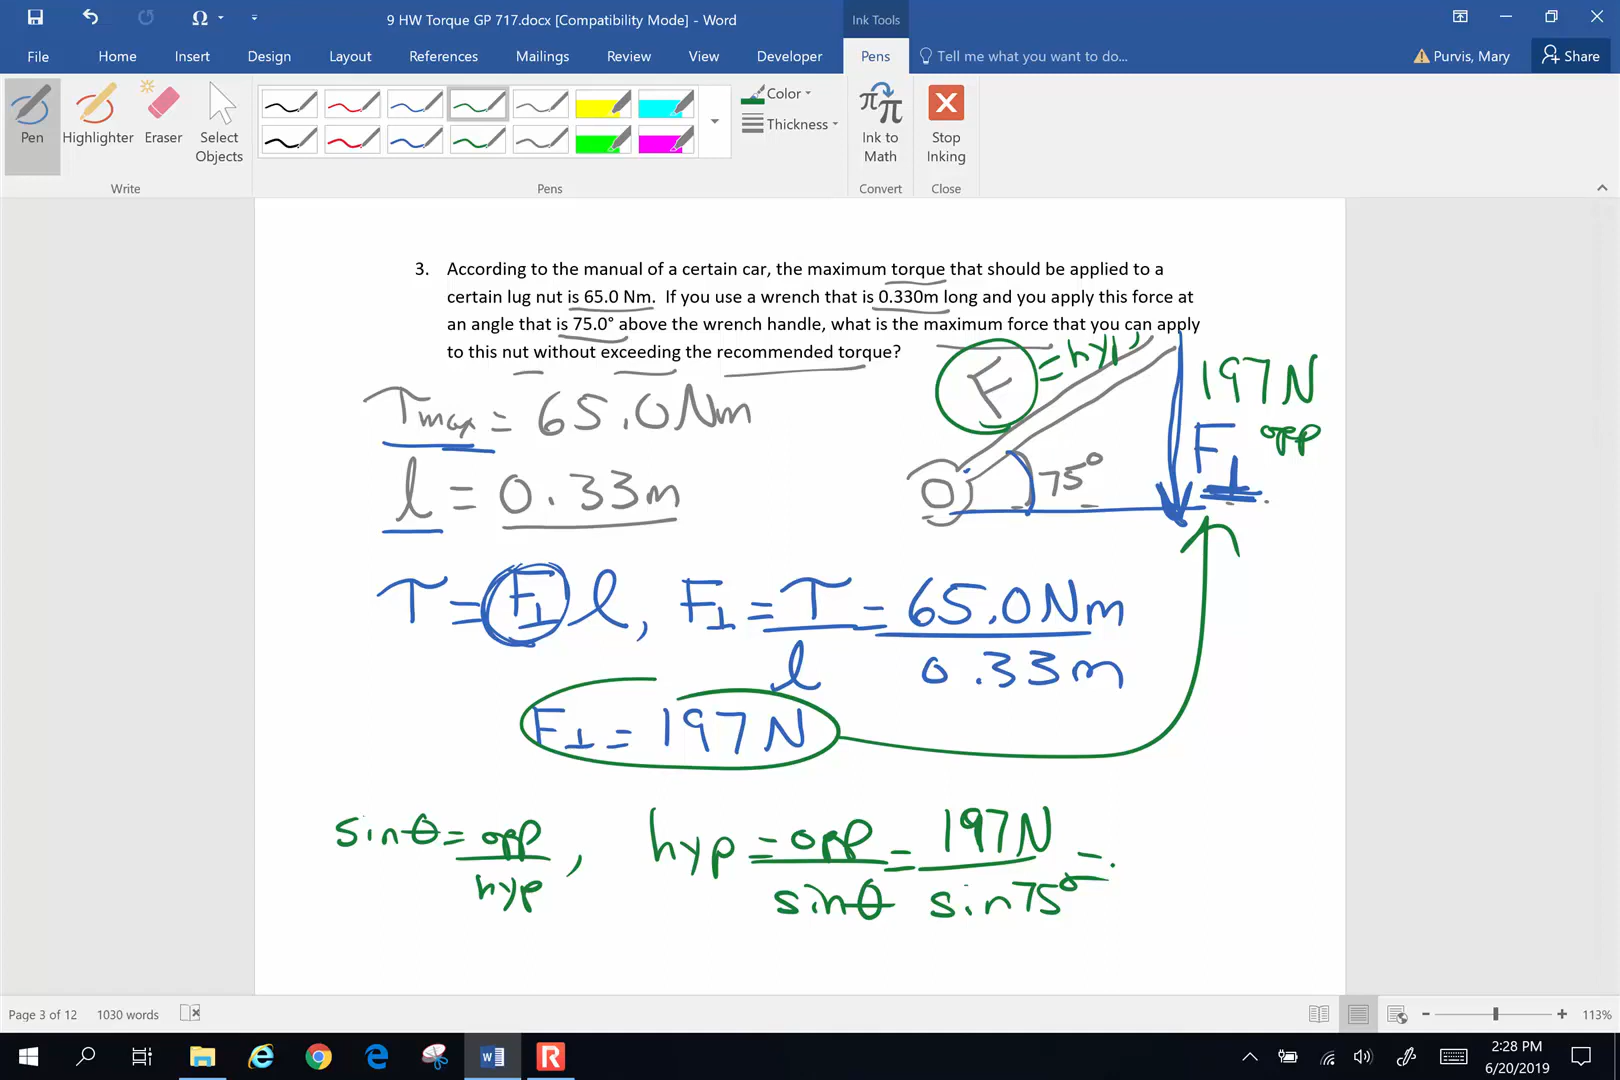 9 HW Torque GP 717.docx [Compatibility Mode] - Word
Ink Tools
File Home Insert Design Layout References Mailings Review View Developer Pens Tell me what you want to do... Purvis, Mary Share
Pen Highlighter Eraser Select Objects
Color
Thickness
Ink to Math
Stop Inking
Write Pens Convert Close
3. According to the manual of a certain car, the maximum torque that should be applied to a
certain lug nut is 65.0 Nm. If you use a wrench that is 0.330m long and you apply this force at
an angle that is 75.0° above the wrench handle, what is the maximum force that you can apply
to this nut without exceeding the recommended torque?
F = hyp
197N
τmax = 65.0Nm
F⊥ opp
l = 0.33m
75°
τ = F⊥ l, F⊥ = τ/l = 65.0Nm/0.33m
F⊥ = 197N
sinθ = opp/hyp, hyp = opp/sinθ = 197N/sin75° =
Page 3 of 12 1030 words 113%
2:28 PM
6/20/2019